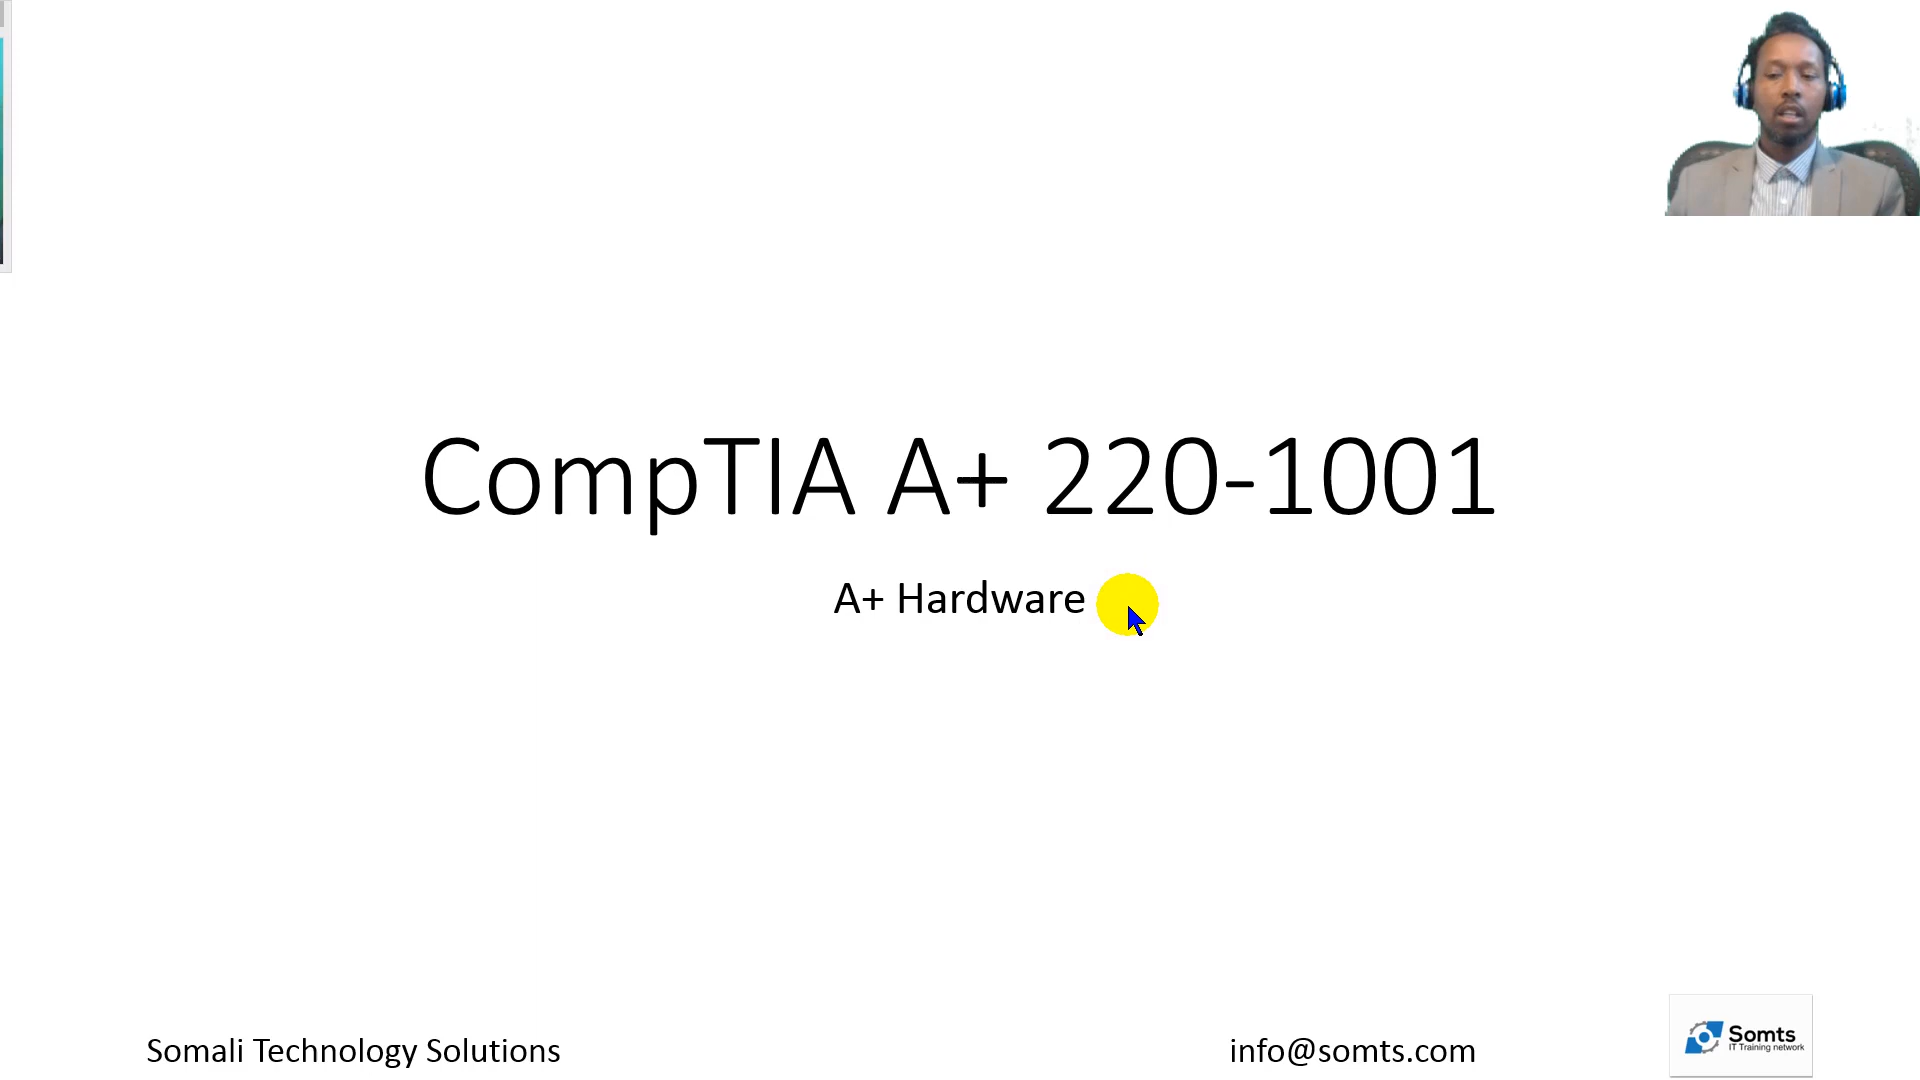 CompTIA A+ 220-1001
A+ Hardware
Somali Technology Solutions
info@somts.com
Somts
IT Training network